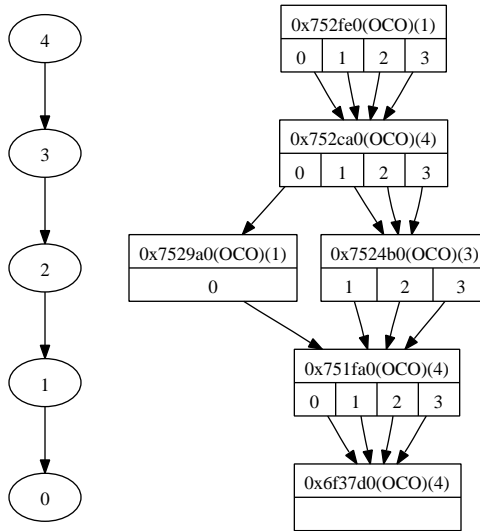 4
0x752fe0(OCO)(1)
0 1 2 3
3
0x752ca0(OCO)(4)
0 1 2 3
2
0x7529a0(OCO)(1)
0
0x7524b0(OCO)(3)
1 2 3
1
0x751fa0(OCO)(4)
0 1 2 3
0
0x6f37d0(OCO)(4)